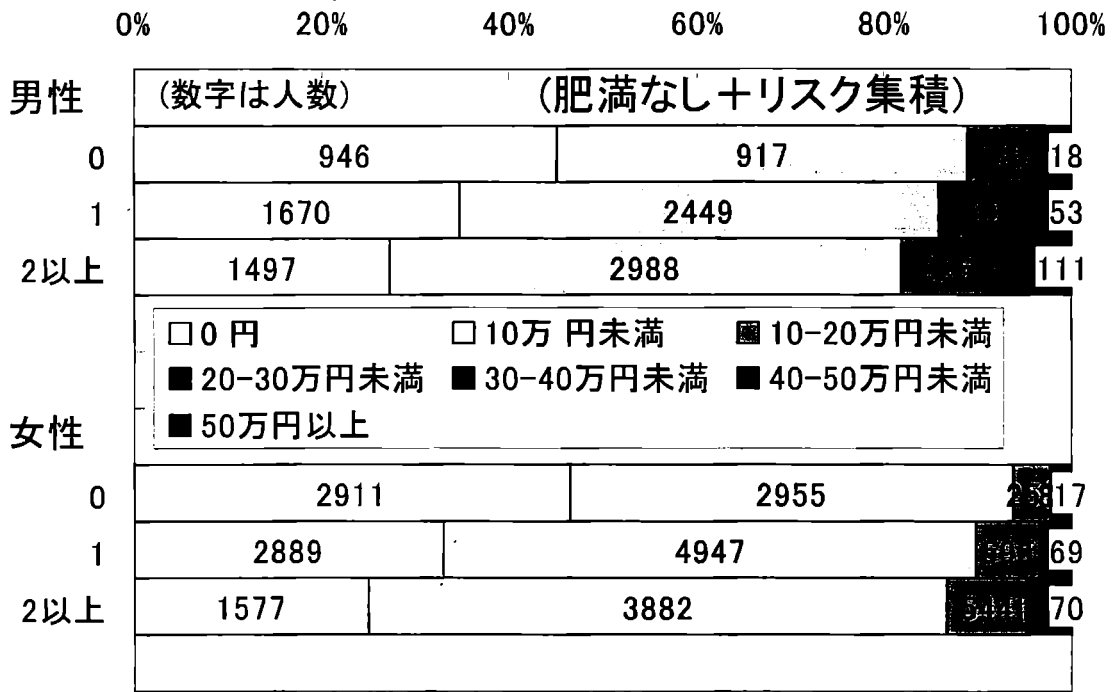 0% 20% 40% 60% 80% 100%
男性 (数字は人数) (肥満なし+リスク集積)
0 946 917 18
1 1670 2449 53
2以上 1497 2988 111
□0 円 □10万 円未満 ▩10-20万円未満
■20-30万円未満 ■30-40万円未満 ■40-50万円未満
■50万円以上
女性
0 2911 2955 17
1 2889 4947 69
2以上 1577 3882 544 70